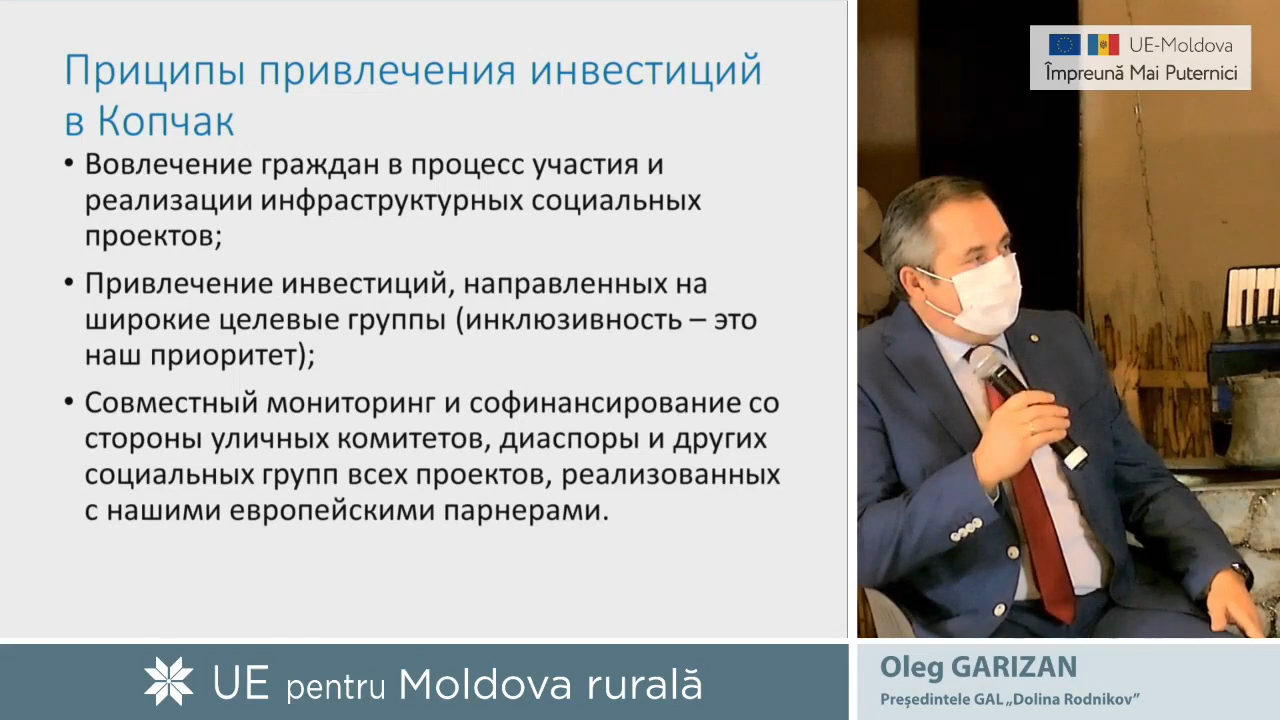 Приципы привлечения инвестиций
в Копчак
• Вовлечение граждан в процесс участия и
реализации инфраструктурных социальных
проектов;
• Привлечение инвестиций, направленных на
широкие целевые группы (инклюзивность – это
наш приоритет);
• Совместный мониторинг и софинансирование со
стороны уличных комитетов, диаспоры и других
социальных групп всех проектов, реализованных
с нашими европейскими парнерами.
UE-Moldova
Împreună Mai Puternici
UE pentru Moldova rurală
Oleg GARIZAN
Președintele GAL „Dolina Rodnikov”